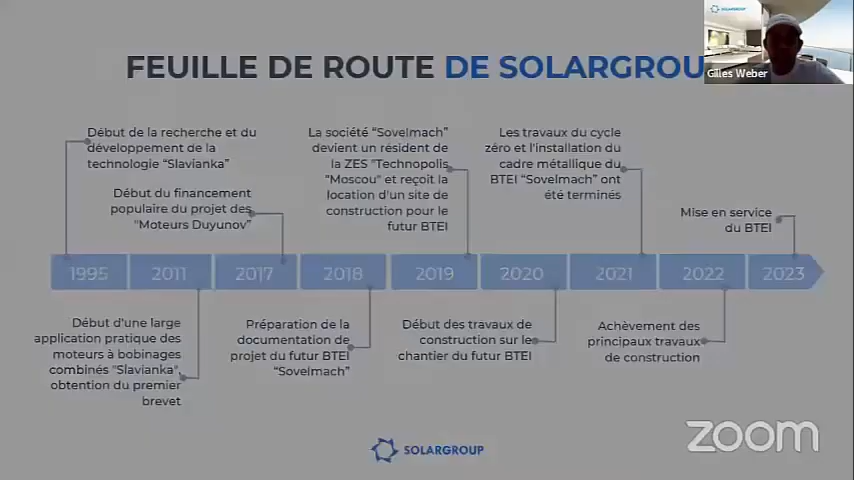 SOLARGROUP
Gilles Weber
FEUILLE DE ROUTE DE SOLARGROU
Début de la recherche et du
développement de la
technologie “Slavianka”
Début du financement
populaire du projet des
"Moteurs Duyunov”
La société “Sovelmach”
devient un résident de
la ZES "Technopolis
"Moscou" et reçoit la
location d'un site de
construction pour le
futur BTEI
Les travaux du cycle
zéro et l'installation du
cadre métallique du
BTEI “Sovelmach” ont
été terminés
Mise en service
du BTEI
1995 2011 2017 2018 2019 2020 2021 2022 2023
Début d'une large
application pratique des
moteurs à bobinages
combinés "Slavianka",
obtention du premier
brevet
Préparation de la
documentation de
projet du futur BTEI
“Sovelmach”
Début des travaux de
construction sur le
chantier du futur BTEI
Achèvement des
principaux travaux
de construction
SOLARGROUP
zoom